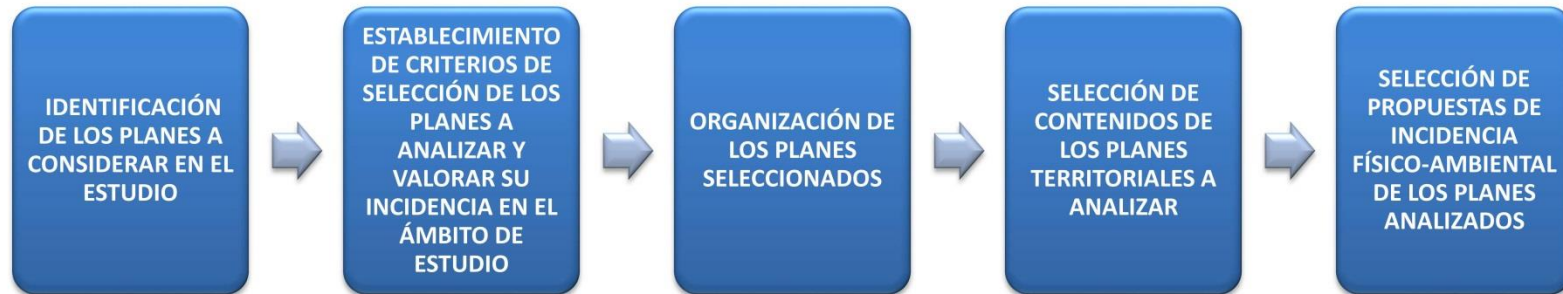 IDENTIFICACIÓN
DE LOS PLANES A
CONSIDERAR EN EL
ESTUDIO
ESTABLECIMIENTO
DE CRITERIOS DE
SELECCIÓN DE LOS
PLANES A
ANALIZAR Y
VALORAR SU
INCIDENCIA EN EL
ÁMBITO DE
ESTUDIO
ORGANIZACIÓN DE
LOS PLANES
SELECCIONADOS
SELECCIÓN DE
CONTENIDOS DE
LOS PLANES
TERRITORIALES A
ANALIZAR
SELECCIÓN DE
PROPUESTAS DE
INCIDENCIA
FÍSICO-AMBIENTAL
DE LOS PLANES
ANALIZADOS